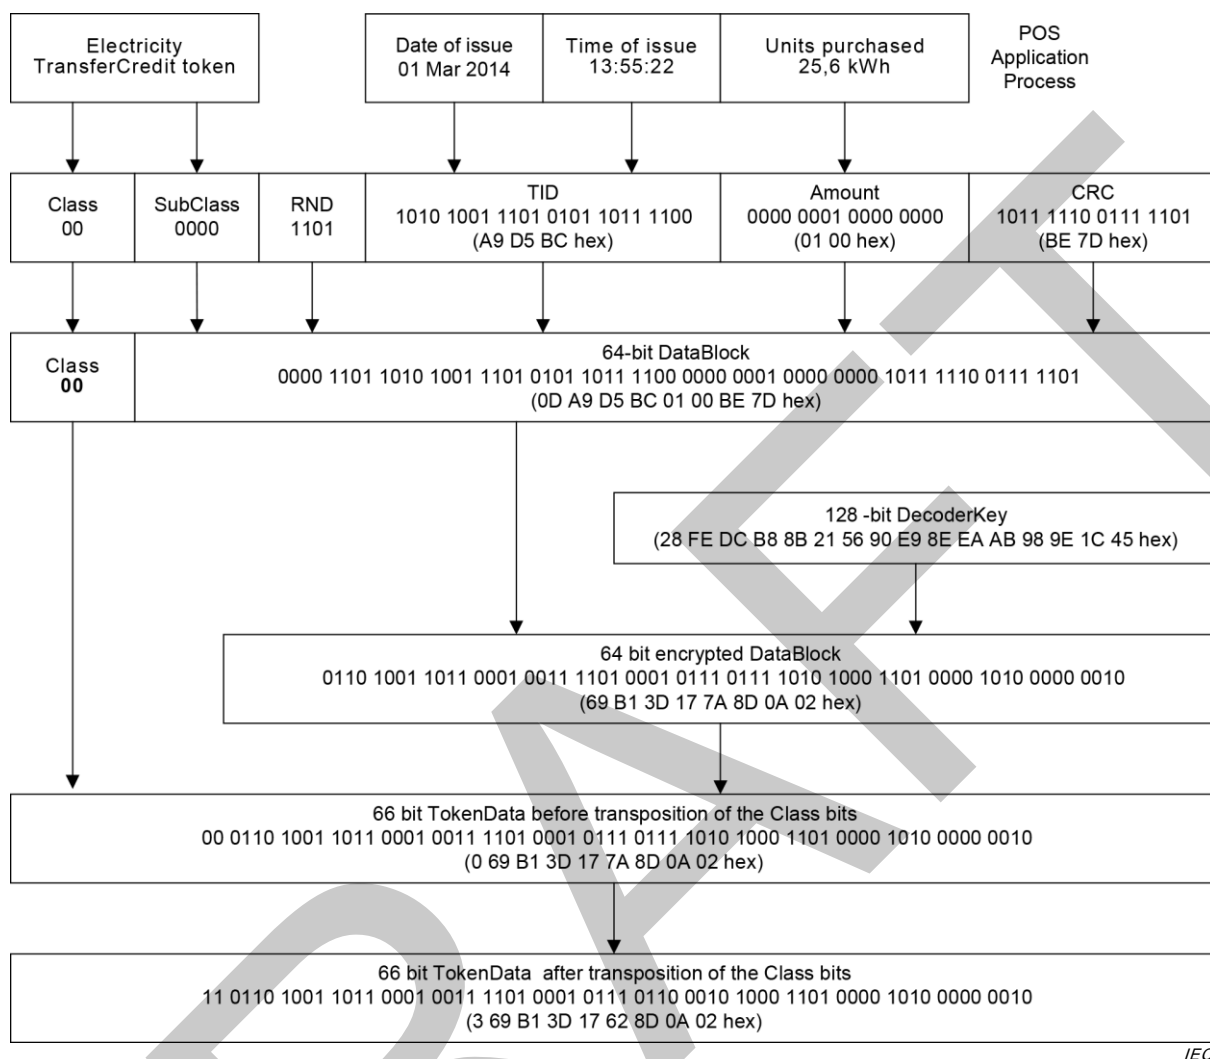 Electricity
TransferCredit token
Date of issue
01 Mar 2014
Time of issue
13:55:22
Units purchased
25,6 kWh
POS
Application
Process
Class
00
SubClass
0000
RND
1101
TID
1010 1001 1101 0101 1011 1100
(A9 D5 BC hex)
Amount
0000 0001 0000 0000
(01 00 hex)
CRC
1011 1110 0111 1101
(BE 7D hex)
Class
00
64-bit DataBlock
0000 1101 1010 1001 1101 0101 1011 1100 0000 0001 0000 0000 1011 1110 0111 1101
(0D A9 D5 BC 01 00 BE 7D hex)
128 -bit DecoderKey
(28 FE DC B8 8B 21 56 90 E9 8E EA AB 98 9E 1C 45 hex)
64 bit encrypted DataBlock
0110 1001 1011 0001 0011 1101 0001 0111 0111 1010 1000 1101 0000 1010 0000 0010
(69 B1 3D 17 7A 8D 0A 02 hex)
66 bit TokenData before transposition of the Class bits
00 0110 1001 1011 0001 0011 1101 0001 0111 0111 1010 1000 1101 0000 1010 0000 0010
(0 69 B1 3D 17 7A 8D 0A 02 hex)
66 bit TokenData after transposition of the Class bits
11 0110 1001 1011 0001 0011 1101 0001 0111 0110 0010 1000 1101 0000 1010 0000 0010
(3 69 B1 3D 17 62 8D 0A 02 hex)
IEC
DRAFT